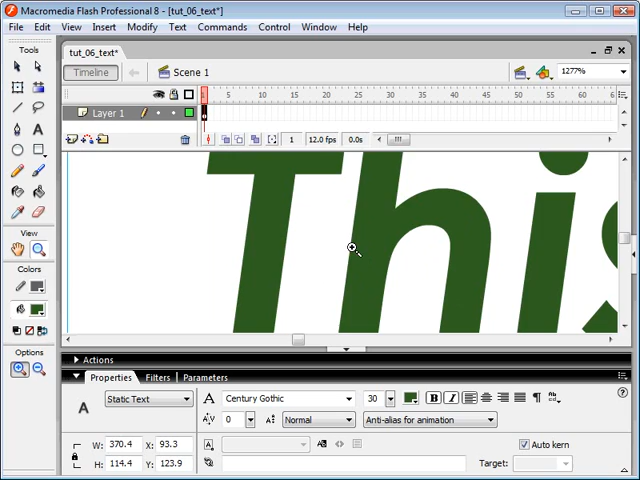 Macromedia Flash Professional 8 - [tut_06_text*]
File Edit View Insert Modify Text Commands Control Window Help
Tools
tut_06_text*
Timeline Scene 1 1277%
5 10 15 20 25 30 35 40 45 50 55 60
Layer 1
1 12.0 fps 0.0s
This
View
Colors
Options
Actions
Properties Filters Parameters
A Static Text Century Gothic 30 B I ¶
A/V 0 Normal Anti-alias for animation
W: 370.4 X: 93.3 Auto kern
H: 114.4 Y: 123.9 Target: